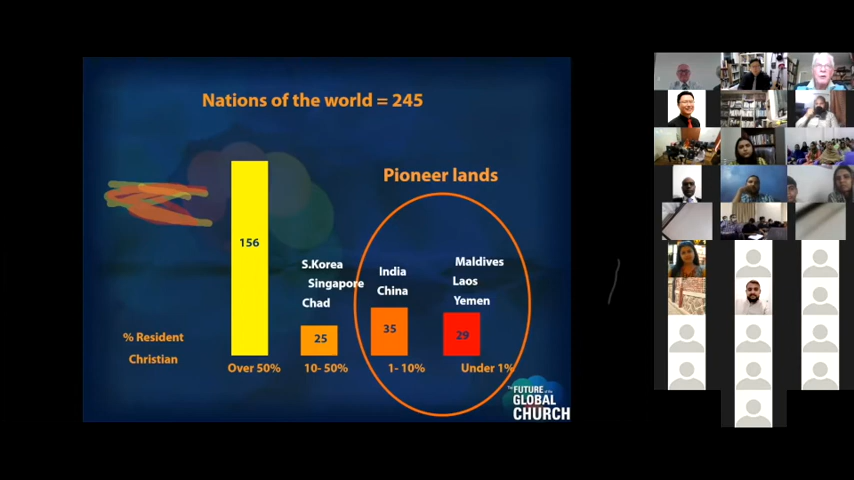 Nations of the world = 245
Pioneer lands
156
S.Korea
Singapore
Chad
25
India
China
35
Maldives
Laos
Yemen
29
% Resident
Christian
Over 50%
10- 50%
1- 10%
Under 1%
THE FUTURE of the
GLOBAL
CHURCH